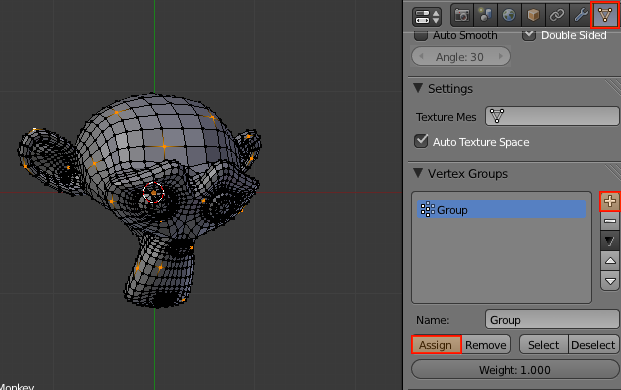 Auto Smooth
Double Sided
Angle: 30
Settings
Texture Mes
Auto Texture Space
Vertex Groups
Group
Name:
Group
Assign
Remove
Select
Deselect
Weight: 1.000
Monkey